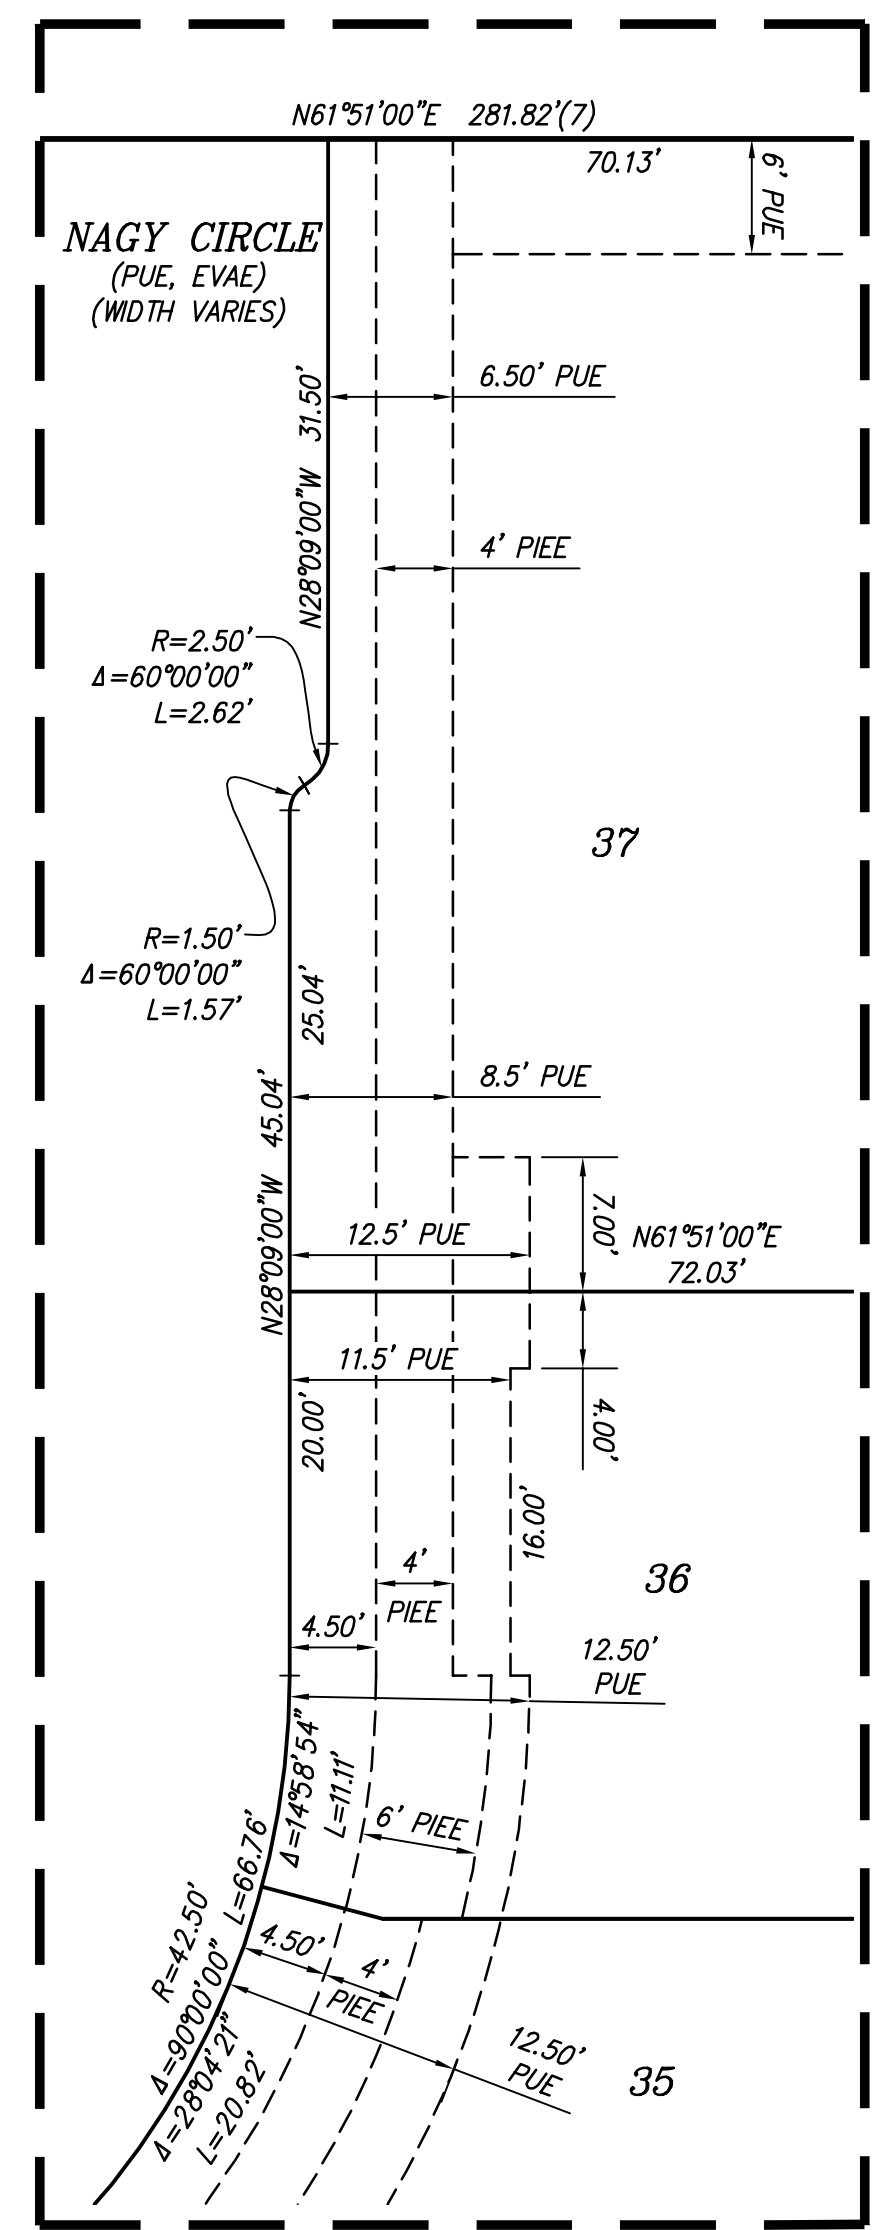 N61°51'00"E 281.82'(7)
70.13'
6' PUE
NAGY CIRCLE
(PUE, EVAE)
(WIDTH VARIES)
6.50' PUE
N28°09'00"W 31.50'
4' PIEE
R=2.50'
Δ=60°00'00"
L=2.62'
37
R=1.50'
Δ=60°00'00"
L=1.57'
25.04'
8.5' PUE
N28°09'00"W 45.04'
7.00'
12.5' PUE
N61°51'00"E
72.03'
11.5' PUE
20.00'
4.00'
16.00'
4'
PIEE
36
4.50'
12.50'
PUE
Δ=14°58'54"
L=11.11'
6' PIEE
R=42.50'
Δ=90°00'00"
L=66.76'
4.50'
4'
PIEE
12.50'
PUE
Δ=28°04'21"
L=20.82'
35